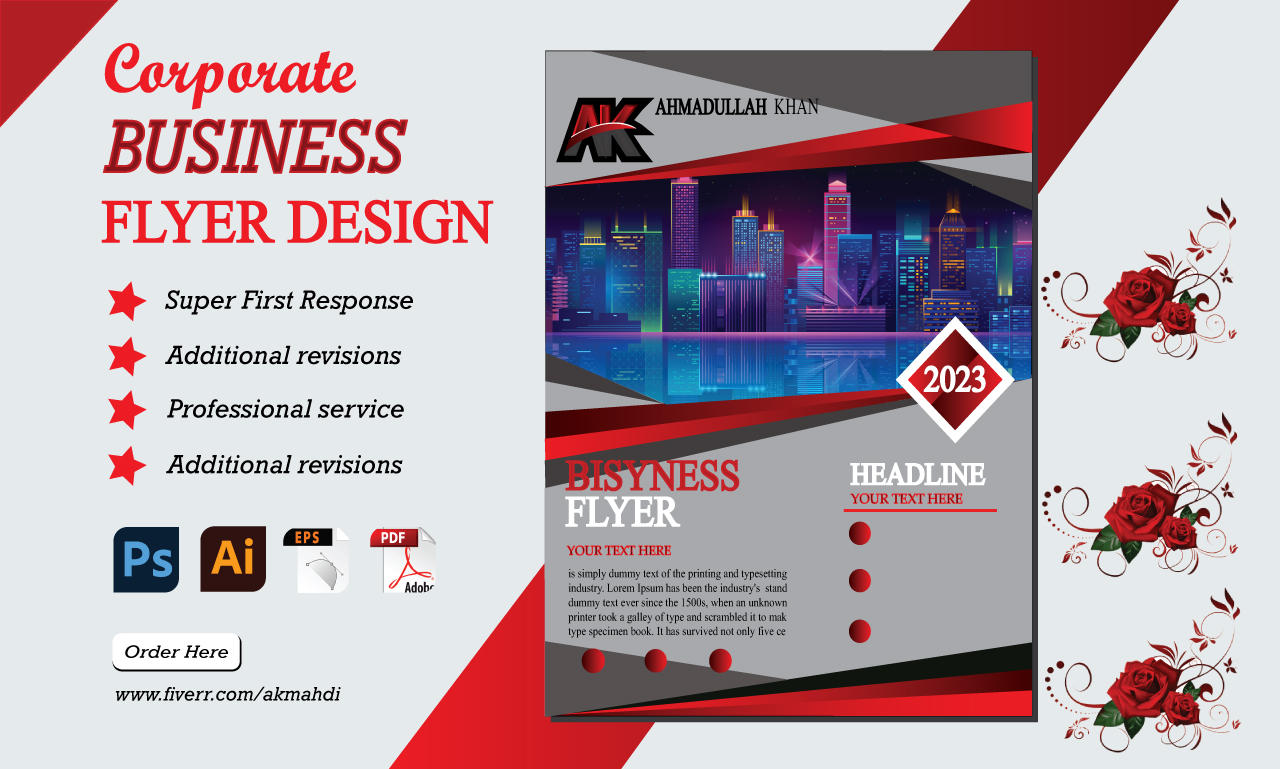 Corporate
BUSINESS
FLYER DESIGN
Super First Response
Additional revisions
Professional service
Additional revisions
Ps
Ai
EPS
PDF
Adobe
Order Here
www.fiverr.com/akmahdi
AK
AHMADULLAH KHAN
2023
BISYNESS
FLYER
YOUR TEXT HERE
is simply dummy text of the printing and typesetting
industry. Lorem Ipsum has been the industry's stand
dummy text ever since the 1500s, when an unknown
printer took a galley of type and scrambled it to mak
type specimen book. It has survived not only five ce
HEADLINE
YOUR TEXT HERE